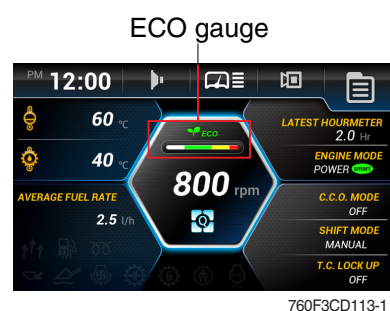 ECO gauge
PM 12:00
60 °C
ECO
LATEST HOURMETER
2.0 Hr
40 °C
ENGINE MODE
POWER smart
800 rpm
AVERAGE FUEL RATE
2.5 l/h
C.C.O. MODE
OFF
Q
SHIFT MODE
MANUAL
T.C. LOCK UP
OFF
760F3CD113-1